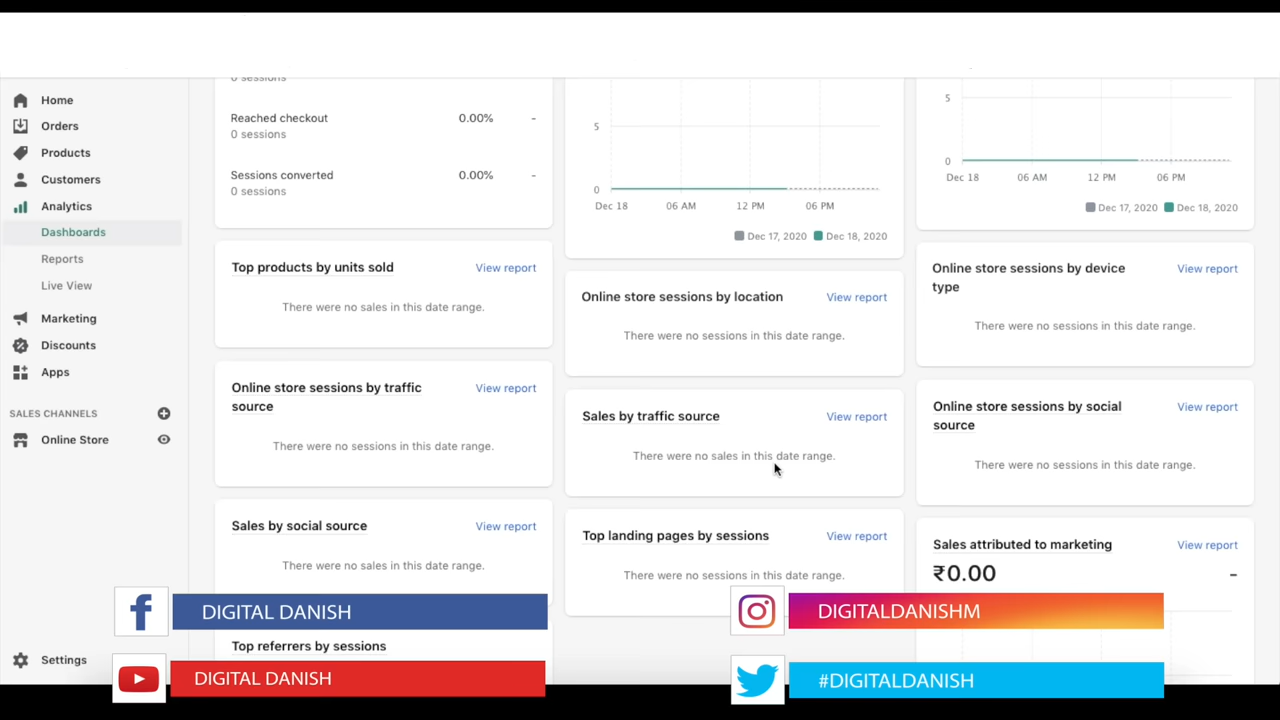 Home
Orders
Products
Customers
Analytics
Dashboards
Reports
Live View
Marketing
Discounts
Apps
SALES CHANNELS
Online Store
Settings
0 sessions
Reached checkout 0.00% -
0 sessions
Sessions converted 0.00% -
0 sessions
Top products by units sold View report
There were no sales in this date range.
Online store sessions by traffic View report
source
There were no sessions in this date range.
Sales by social source View report
There were no sales in this date range.
Top referrers by sessions
5
0
Dec 18 06 AM 12 PM 06 PM
Dec 17, 2020 Dec 18, 2020
Online store sessions by location View report
There were no sessions in this date range.
Sales by traffic source View report
There were no sales in this date range.
Top landing pages by sessions View report
There were no sessions in this date range.
5
0
Dec 18 06 AM 12 PM 06 PM
Dec 17, 2020 Dec 18, 2020
Online store sessions by device View report
type
There were no sessions in this date range.
Online store sessions by social View report
source
There were no sessions in this date range.
Sales attributed to marketing View report
₹0.00 -
DIGITAL DANISH
DIGITALDANISHM
DIGITAL DANISH
#DIGITALDANISH